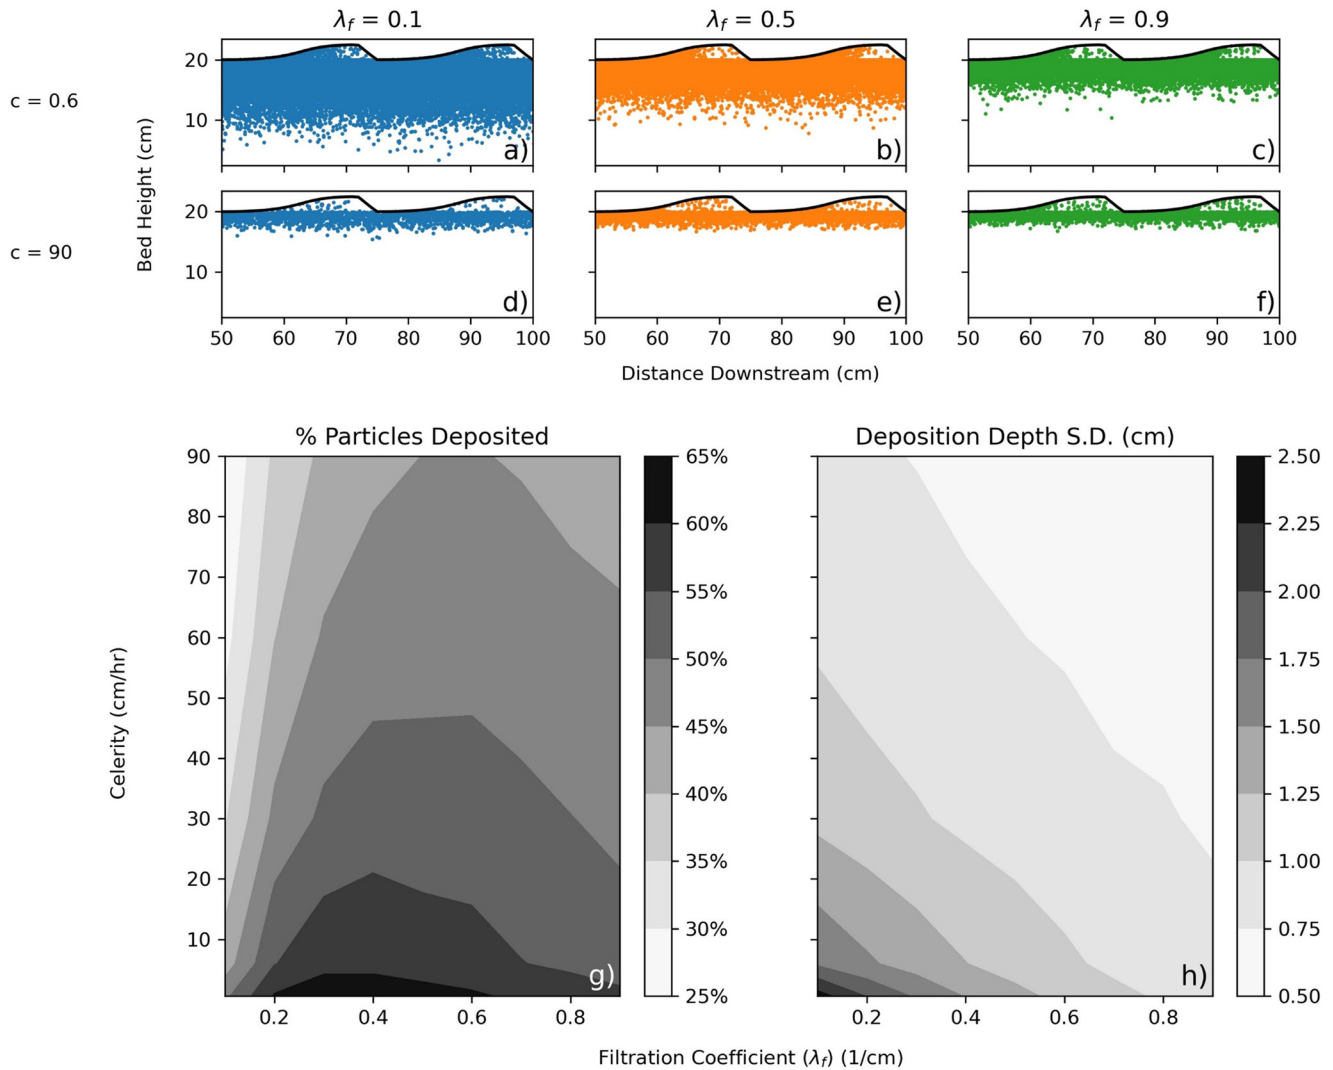 λf = 0.1 λf = 0.5 λf = 0.9
c = 0.6
20
10
a) b) c)
50 60 70 80 90 100 50 60 70 80 90 100 50 60 70 80 90 100
c = 90
20
10
d) e) f)
Bed Height (cm)
Distance Downstream (cm)
% Particles Deposited
90
80
70
60
50
40
30
20
10
Celerity (cm/hr)
g)
0.2 0.4 0.6 0.8
65%
60%
55%
50%
45%
40%
35%
30%
25%
Deposition Depth S.D. (cm)
h)
0.2 0.4 0.6 0.8
2.50
2.25
2.00
1.75
1.50
1.25
1.00
0.75
0.50
Filtration Coefficient (λf) (1/cm)